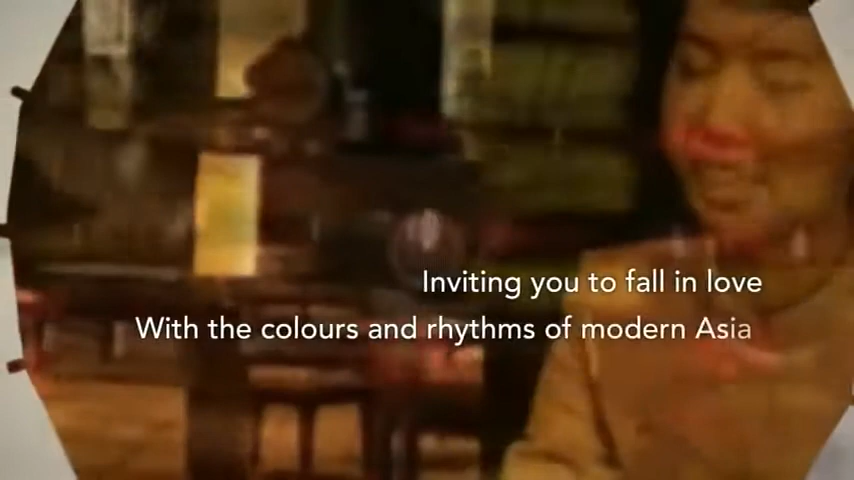 Inviting you to fall in love
With the colours and rhythms of modern Asia